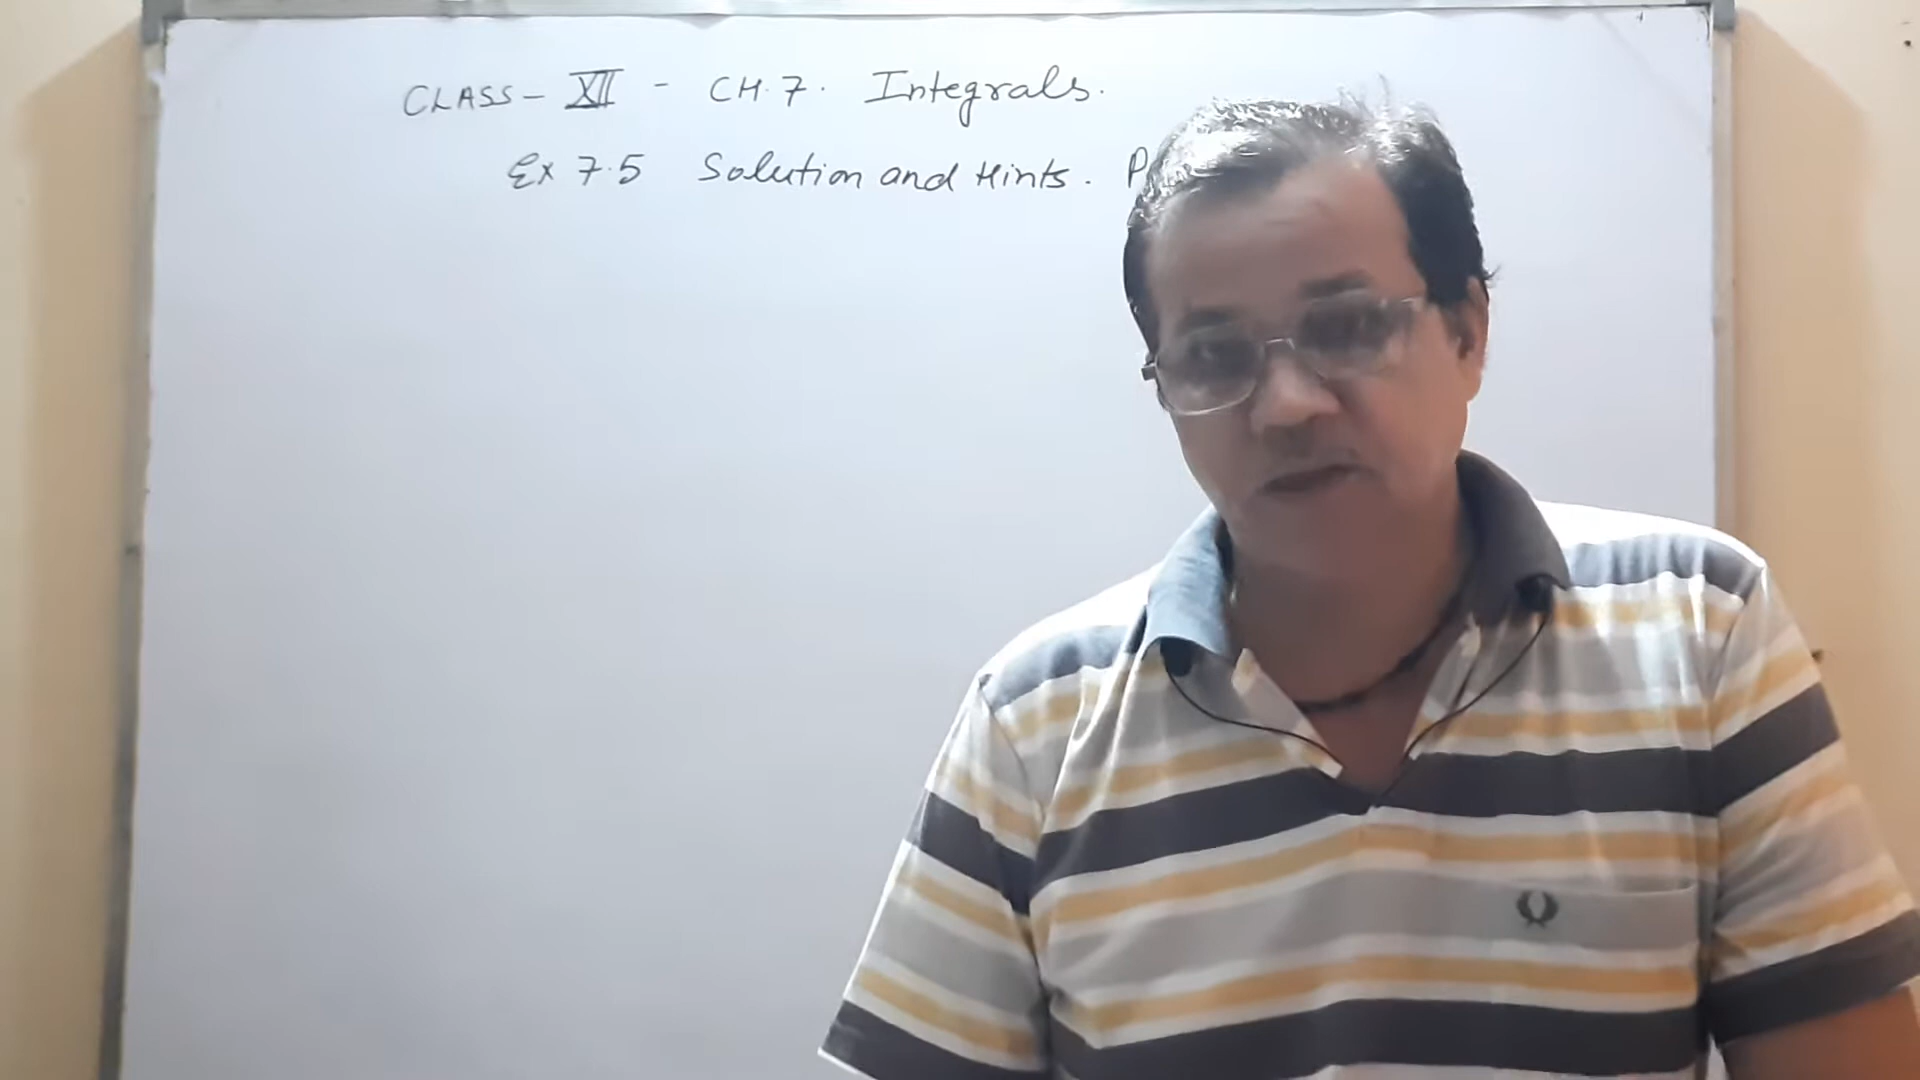 CLASS - XII - CH. 7. Integrals.
Ex 7.5 Solution and Hints.